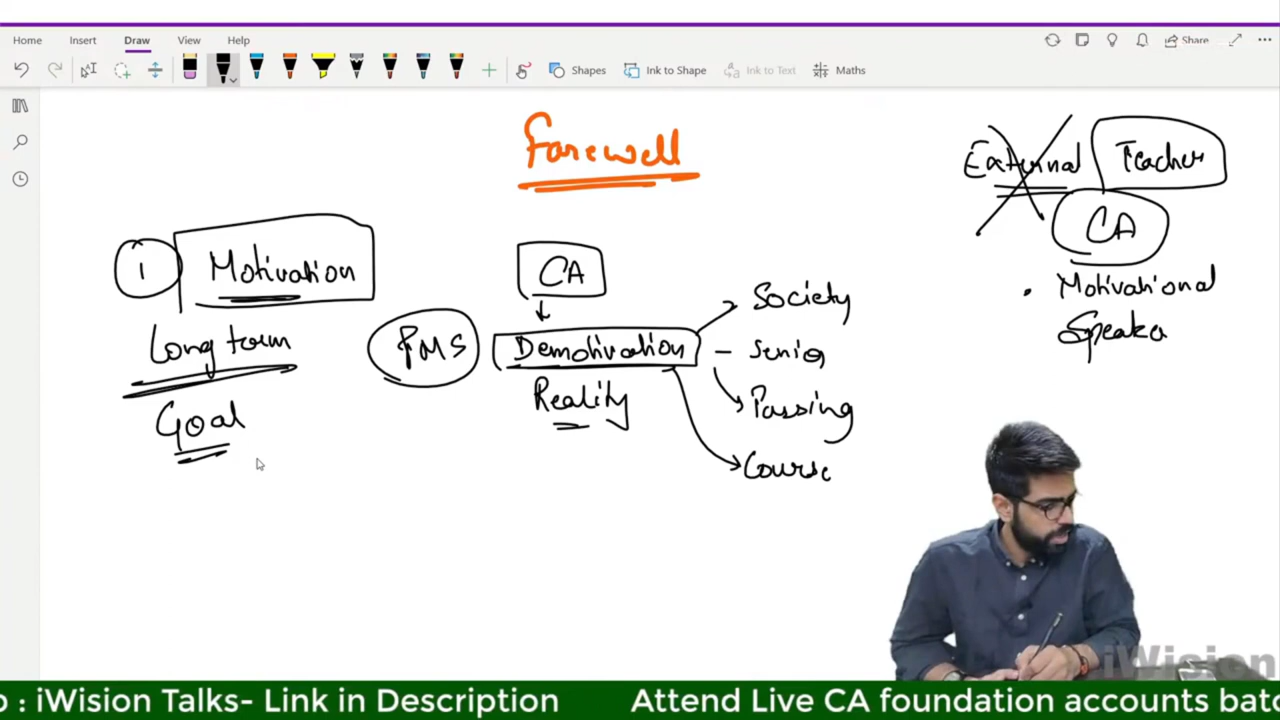 Home Insert Draw View Help Share
Shapes Ink to Shape Ink to Text Maths
Farewell
External Teacher
CA
Motivational
Speaker
1 Motivation
Long term
Goal
CA
FMS Demotivation
Reality
Society
Senior
Passing
Course
iWision
p : iWision Talks- Link in Description Attend Live CA foundation accounts batc